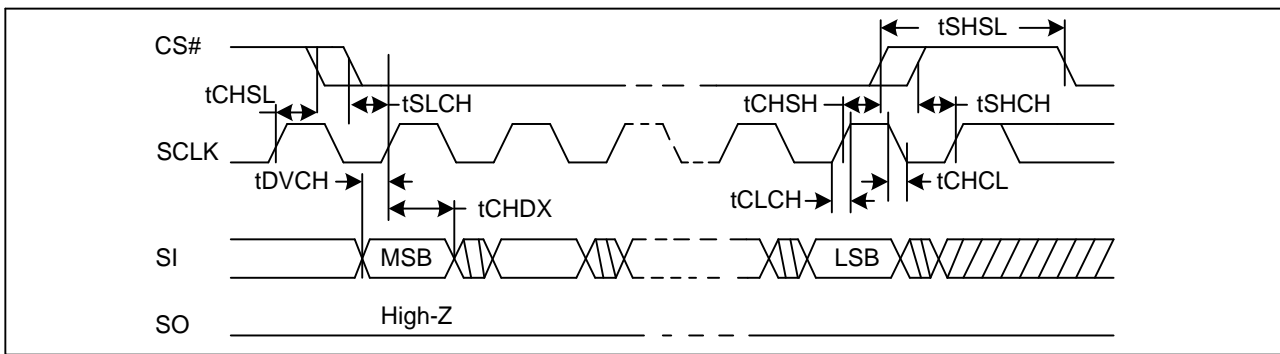 tSHSL
CS#
tCHSL
tSLCH
tCHSH
tSHCH
SCLK
tDVCH
tCHCL
tCLCH
tCHDX
SI
MSB
LSB
High-Z
SO